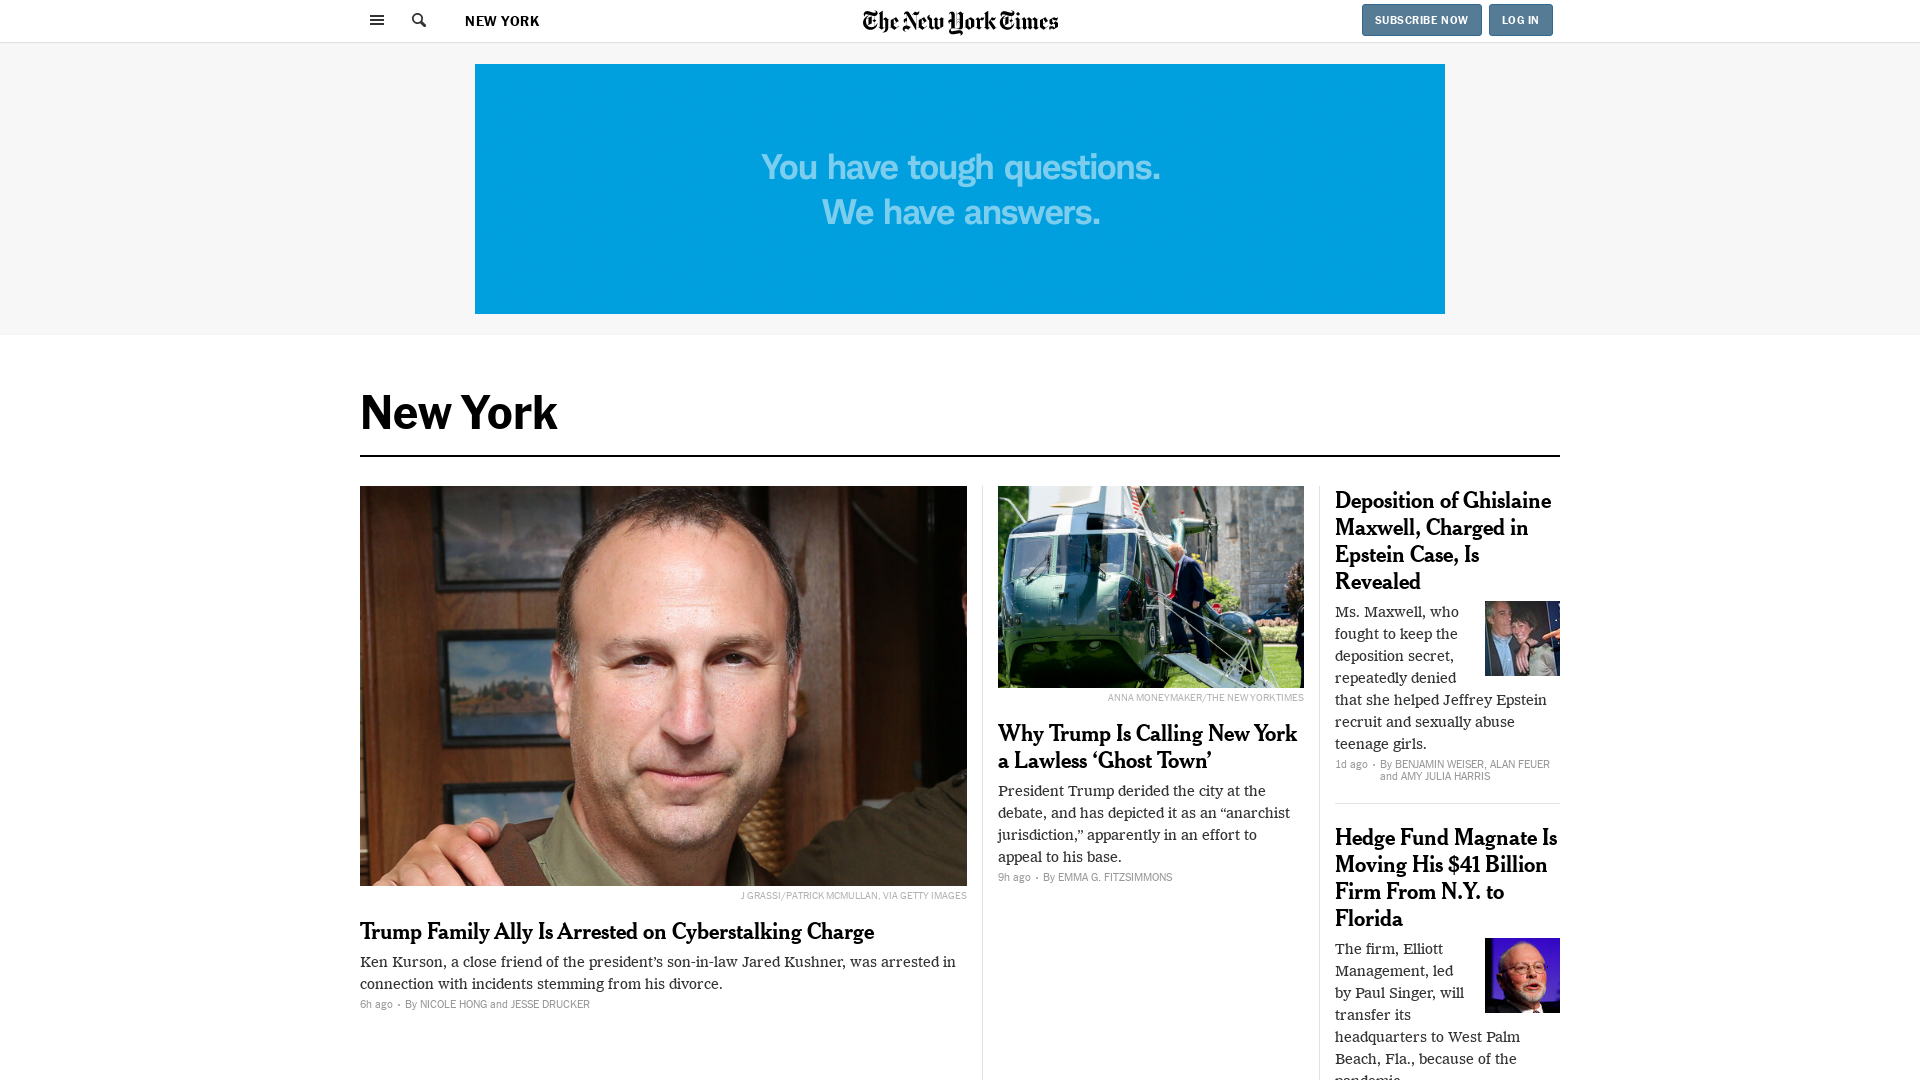 NEW YORK
The New York Times
SUBSCRIBE NOW
LOG IN
You have tough questions.
We have answers.
New York
J GRASSI/PATRICK MCMULLAN, VIA GETTY IMAGES
Trump Family Ally Is Arrested on Cyberstalking Charge
Ken Kurson, a close friend of the president’s son-in-law Jared Kushner, was arrested in
connection with incidents stemming from his divorce.
6h ago • By NICOLE HONG and JESSE DRUCKER
ANNA MONEYMAKER/THE NEW YORK TIMES
Why Trump Is Calling New York
a Lawless ‘Ghost Town’
President Trump derided the city at the
debate, and has depicted it as an “anarchist
jurisdiction,” apparently in an effort to
appeal to his base.
9h ago • By EMMA G. FITZSIMMONS
Deposition of Ghislaine
Maxwell, Charged in
Epstein Case, Is
Revealed
Ms. Maxwell, who
fought to keep the
deposition secret,
repeatedly denied
that she helped Jeffrey Epstein
recruit and sexually abuse
teenage girls.
1d ago • By BENJAMIN WEISER, ALAN FEUER
and AMY JULIA HARRIS
Hedge Fund Magnate Is
Moving His $41 Billion
Firm From N.Y. to
Florida
The firm, Elliott
Management, led
by Paul Singer, will
transfer its
headquarters to West Palm
Beach, Fla., because of the
pandemic.